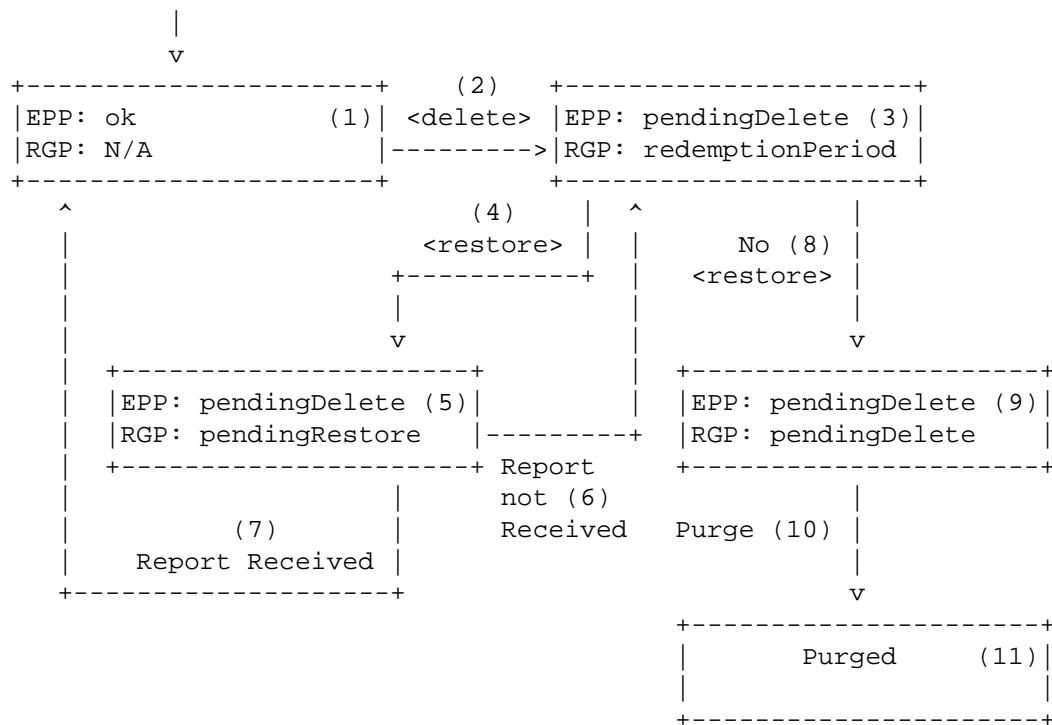 (2)
EPP: ok (1) <delete> EPP: pendingDelete (3)
RGP: N/A RGP: redemptionPeriod
(4)
<restore> No (8)
<restore>
EPP: pendingDelete (5) EPP: pendingDelete (9)
RGP: pendingRestore RGP: pendingDelete
Report
not (6)
(7) Received Purge (10)
Report Received
Purged (11)